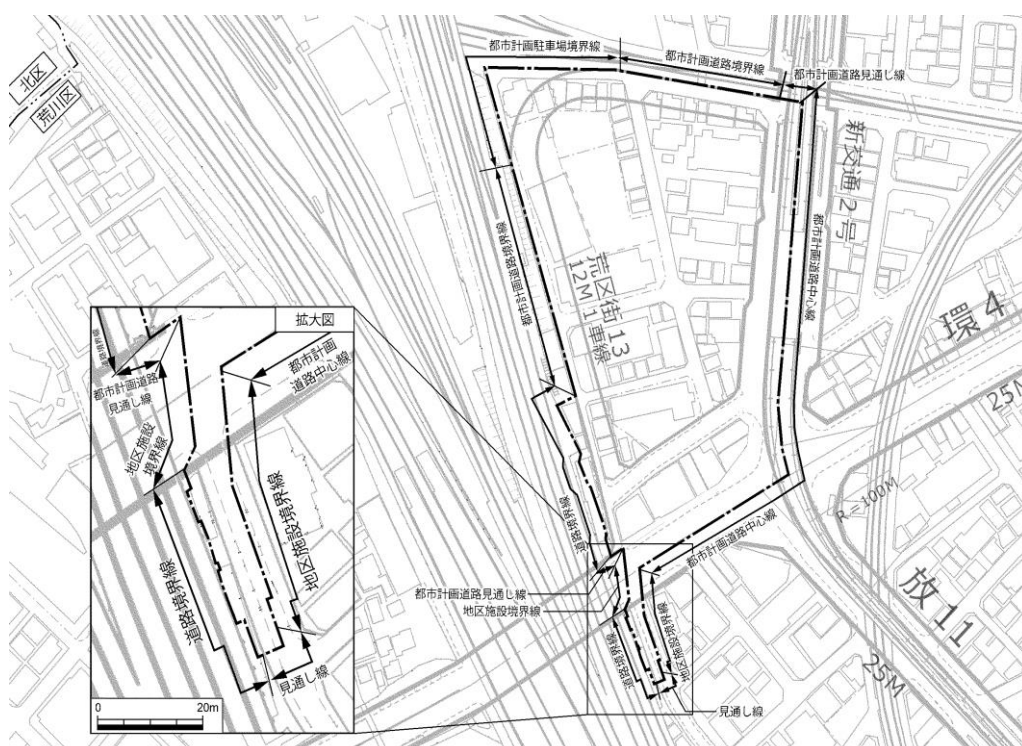 都市計画駐車場境界線
都市計画道路境界線
都市計画道路見通し線
北区
荒川区
新交通2号
都市計画道路境界線
都市計画道路中心線
荒区街13
12M1車線
環4
25M
拡大図
都市計画道路
見通し線
都市計画
道路中心線
地区施設
境界線
地区施設境界線
道路境界線
見通し線
0
20m
道路境界線
都市計画道路中心線
R=100M
都市計画道路見通し線
地区施設境界線
道路境界線
地区施設境界線
見通し線
放11
25M